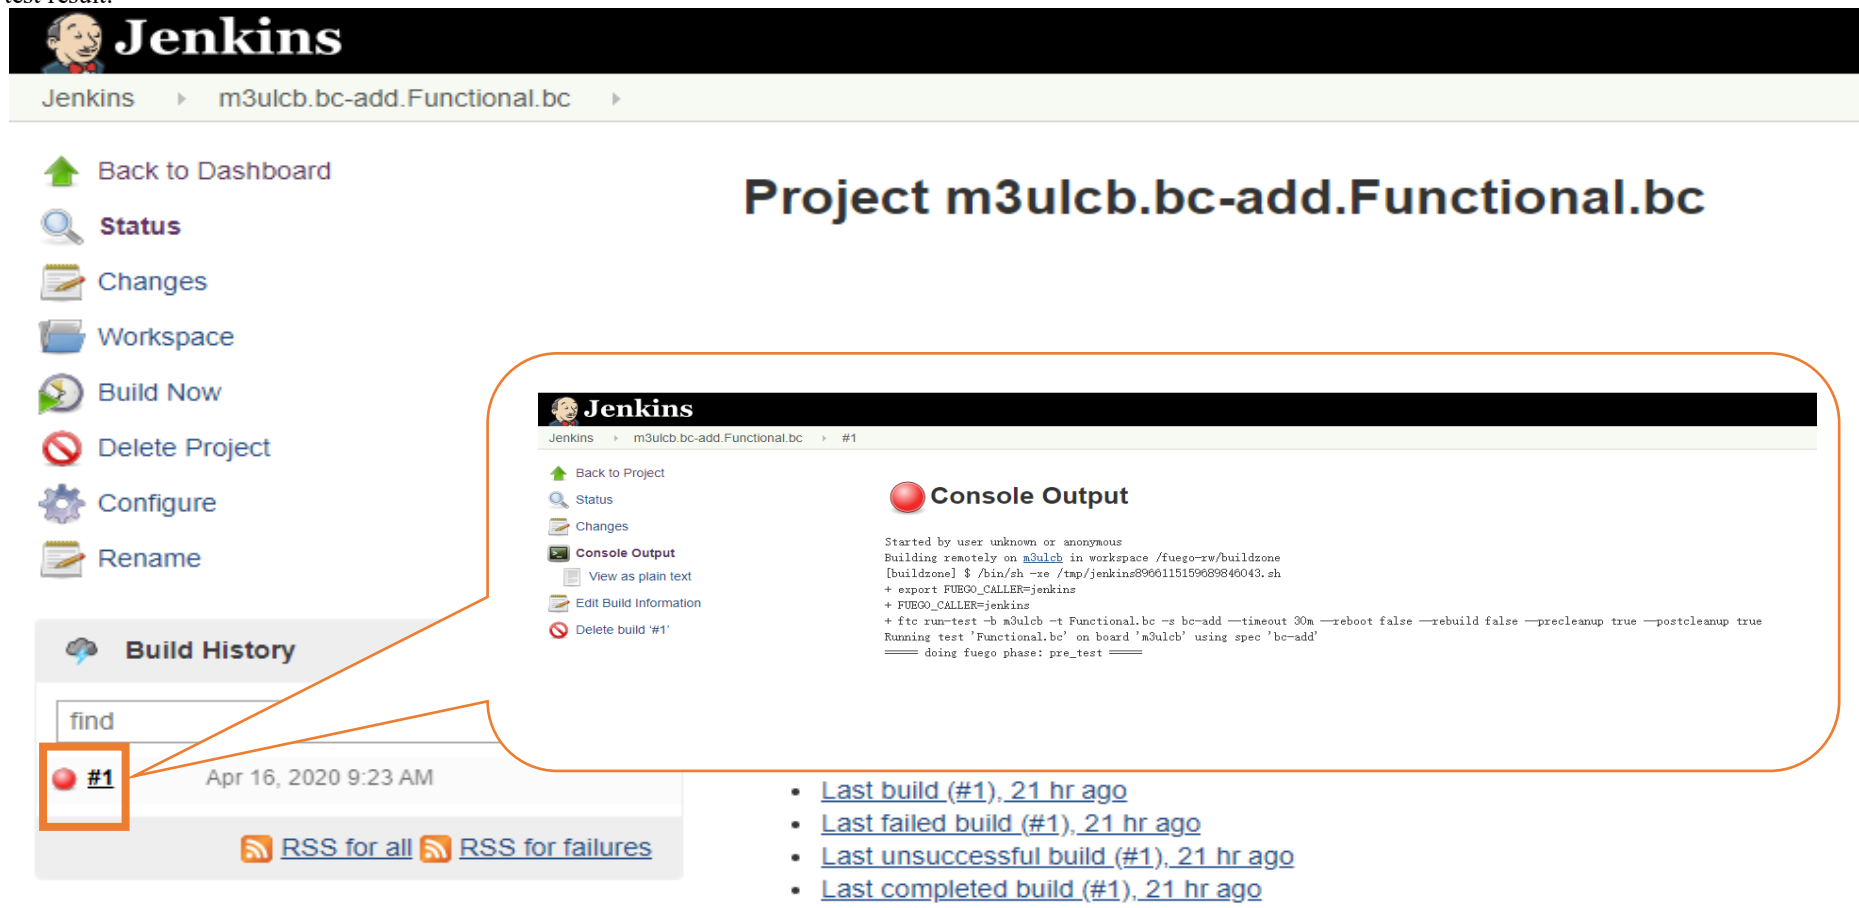 Jenkins
Jenkins m3ulcb.bc-add.Functional.bc
Back to Dashboard
Status
Changes
Workspace
Build Now
Delete Project
Configure
Rename
Build History
find
#1 Apr 16, 2020 9:23 AM
RSS for all RSS for failures
Project m3ulcb.bc-add.Functional.bc
Jenkins
Jenkins m3ulcb.bc-add.Functional.bc #1
Back to Project
Status
Changes
Console Output
View as plain text
Edit Build Information
Delete build '#1'
Console Output
Started by user unknown or anonymous
Building remotely on m3ulcb in workspace /fuego-rw/buildzone
[buildzone] $ /bin/sh -xe /tmp/jenkins8966115159689846043.sh
+ export FUEGO_CALLER=jenkins
+ FUEGO_CALLER=jenkins
+ ftc run-test -b m3ulcb -t Functional.bc -s bc-add --timeout 30m --reboot false --rebuild false --precleanup true --postcleanup true
Running test 'Functional.bc' on board 'm3ulcb' using spec 'bc-add'
===== doing fuego phase: pre_test =====
Last build (#1), 21 hr ago
Last failed build (#1), 21 hr ago
Last unsuccessful build (#1), 21 hr ago
Last completed build (#1), 21 hr ago